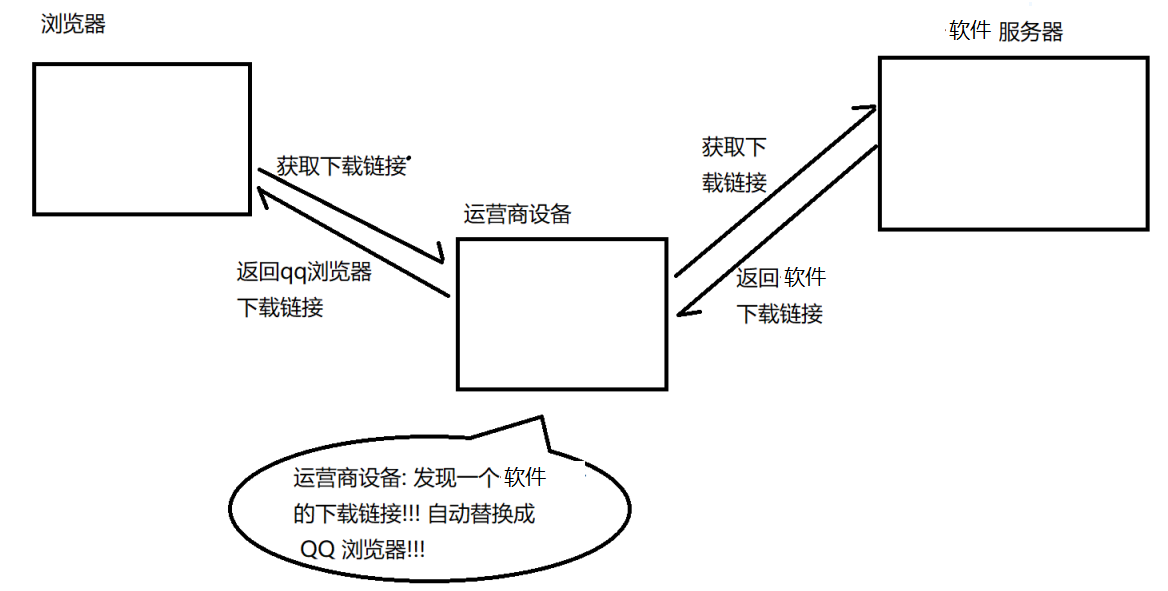 浏览器
软件 服务器
获取下载链接
获取下
载链接
运营商设备
返回qq浏览器
下载链接
返回 软件
下载链接
运营商设备: 发现一个 软件
的下载链接!!! 自动替换成
QQ 浏览器!!!